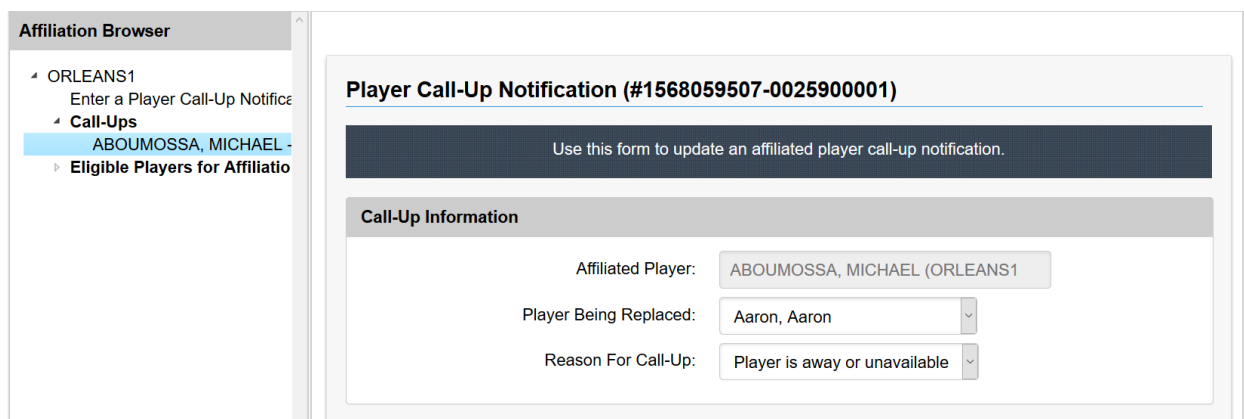 Affiliation Browser
ORLEANS1
Enter a Player Call-Up Notifica
Call-Ups
ABOUMOSSA, MICHAEL -
Eligible Players for Affiliatio
Player Call-Up Notification (#1568059507-0025900001)
Use this form to update an affiliated player call-up notification.
Call-Up Information
Affiliated Player: ABOUMOSSA, MICHAEL (ORLEANS1
Player Being Replaced: Aaron, Aaron
Reason For Call-Up: Player is away or unavailable